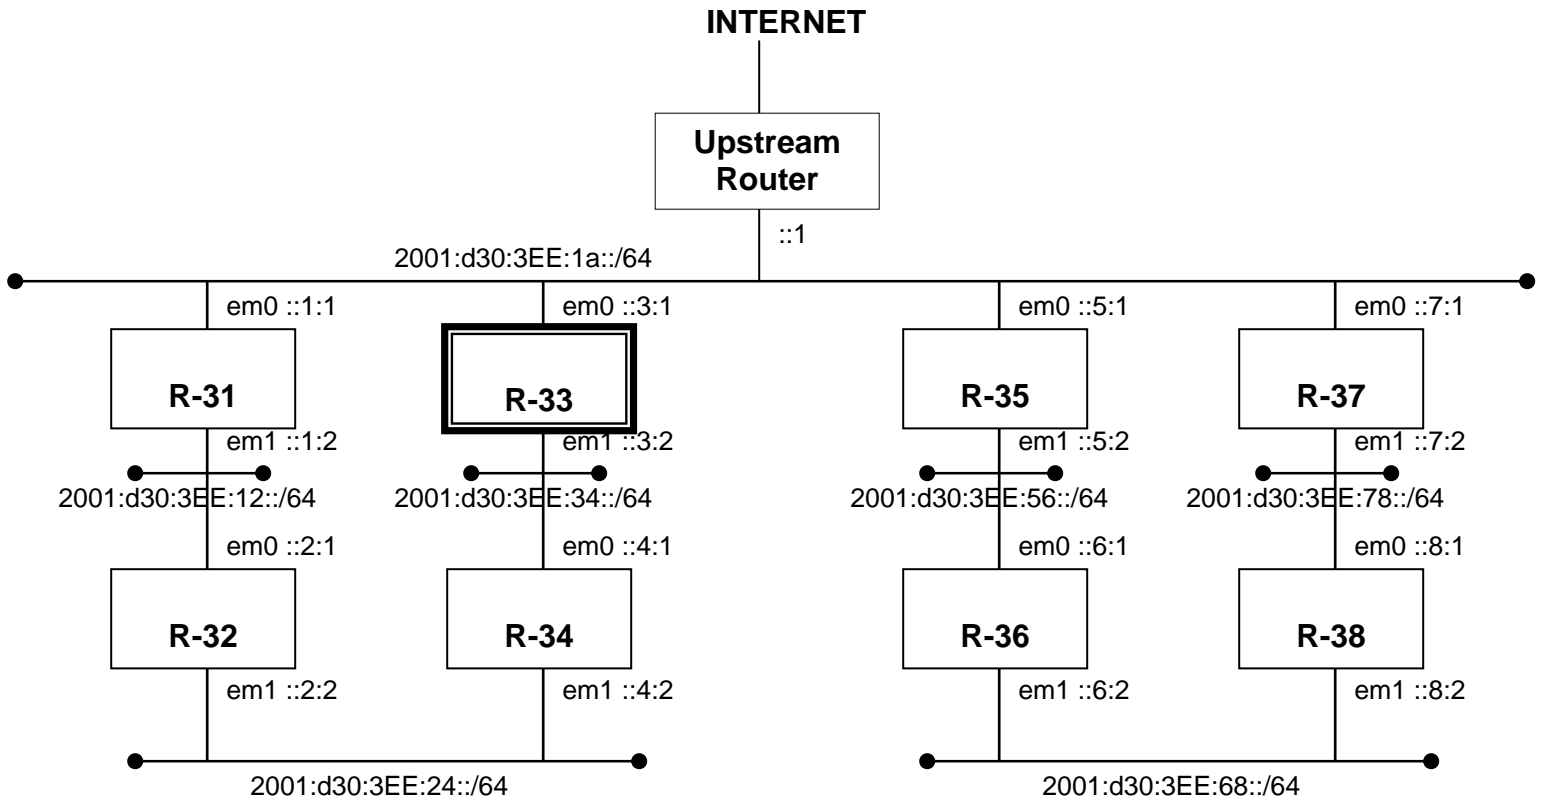 INTERNET
Upstream
Router
::1
2001:d30:3EE:1a::/64
em0 ::1:1
em0 ::3:1
em0 ::5:1
em0 ::7:1
R-31
R-33
R-35
R-37
em1 ::1:2
em1 ::3:2
em1 ::5:2
em1 ::7:2
2001:d30:3EE:12::/64
2001:d30:3EE:34::/64
2001:d30:3EE:56::/64
2001:d30:3EE:78::/64
em0 ::2:1
em0 ::4:1
em0 ::6:1
em0 ::8:1
R-32
R-34
R-36
R-38
em1 ::2:2
em1 ::4:2
em1 ::6:2
em1 ::8:2
2001:d30:3EE:24::/64
2001:d30:3EE:68::/64